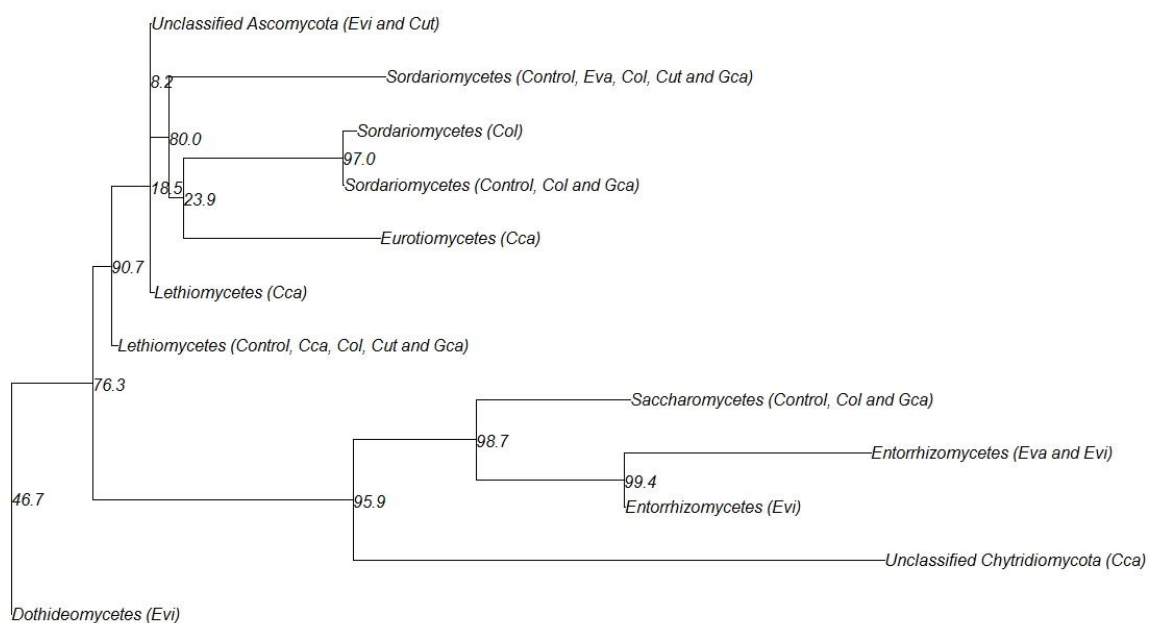 Unclassified Ascomycota (Evi and Cut)
8.2
Sordariomycetes (Control, Eva, Col, Cut and Gca)
80.0
Sordariomycetes (Col)
97.0
Sordariomycetes (Control, Col and Gca)
18.5
23.9
Eurotiomycetes (Cca)
90.7
Lethiomycetes (Cca)
Lethiomycetes (Control, Cca, Col, Cut and Gca)
76.3
Saccharomycetes (Control, Col and Gca)
98.7
Entorrhizomycetes (Eva and Evi)
99.4
46.7
95.9
Entorrhizomycetes (Evi)
Unclassified Chytridiomycota (Cca)
Dothideomycetes (Evi)